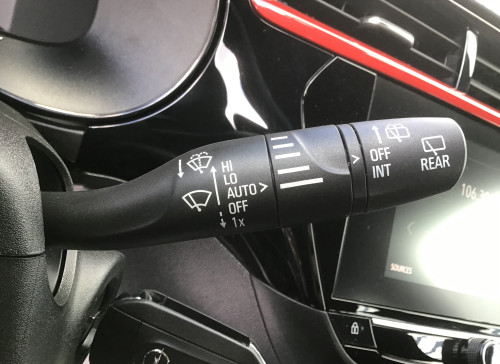 HI
LO
AUTO
OFF
1x
OFF
INT
REAR
SOURCES